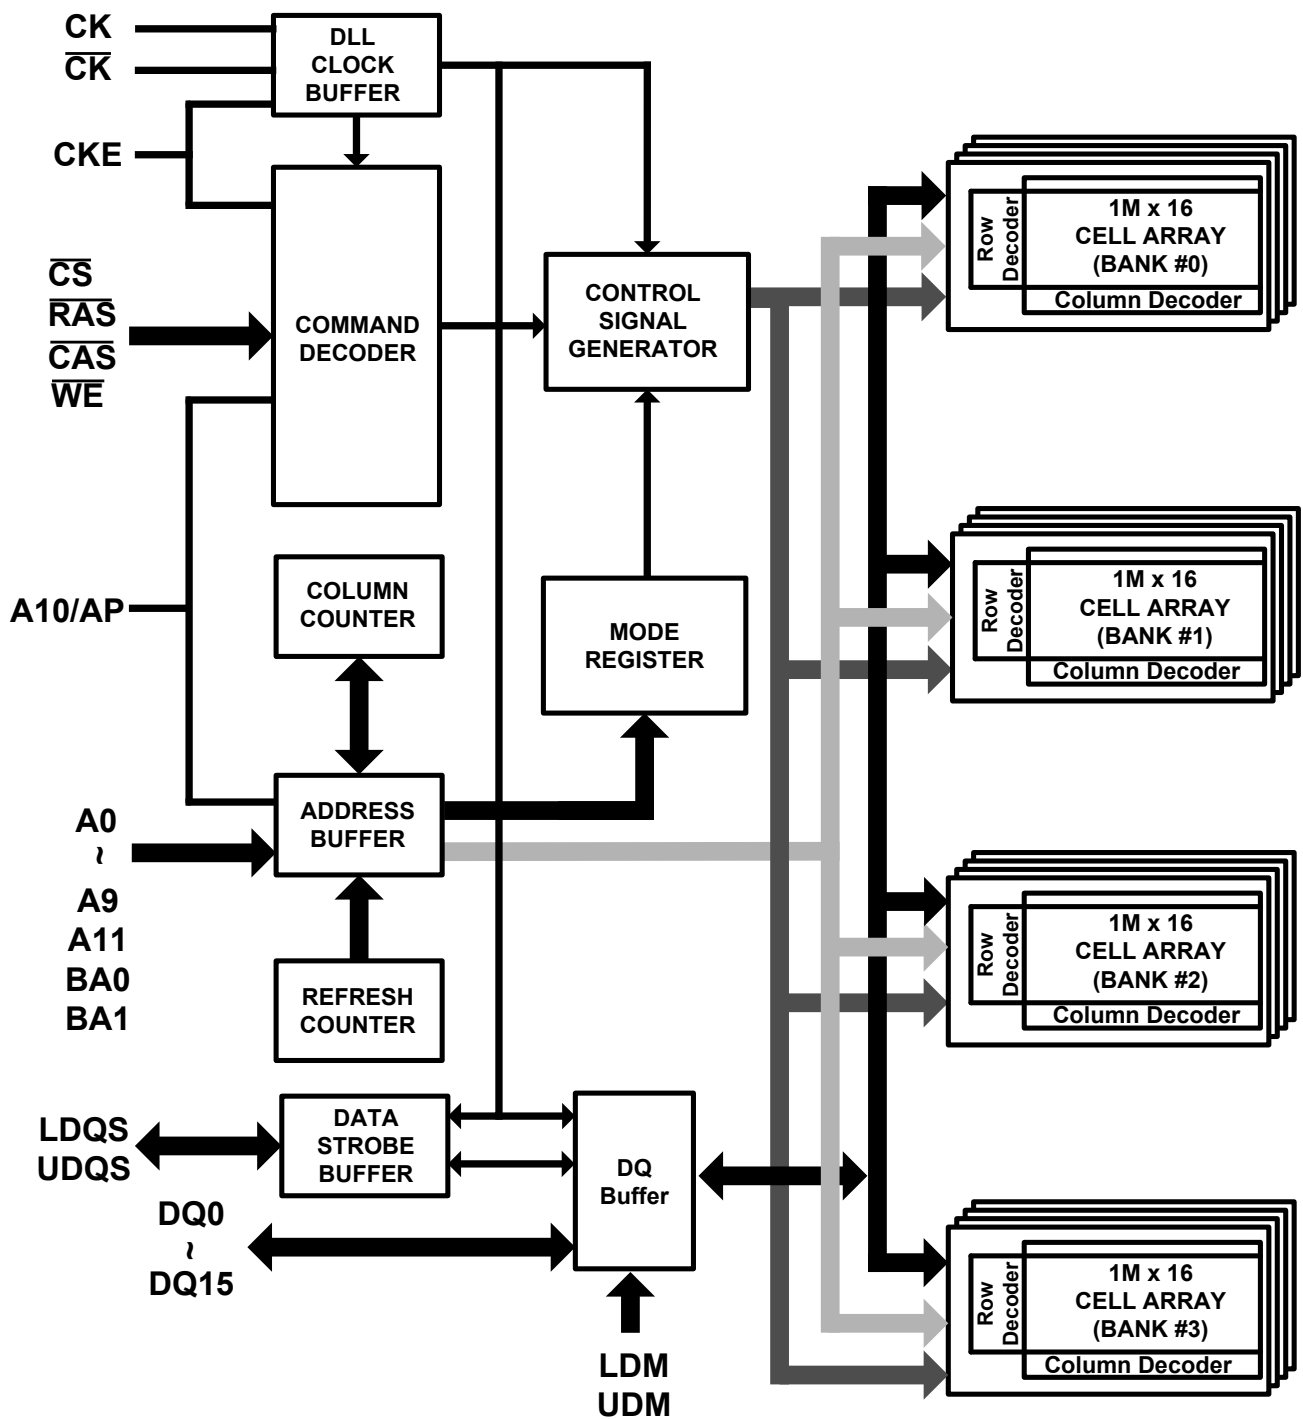 CK
CK
CKE
CS
RAS
CAS
WE
A10/AP
A0
~
A9
A11
BA0
BA1
LDQS
UDQS
DQ0
~
DQ15
DLL
CLOCK
BUFFER
COMMAND
DECODER
COLUMN
COUNTER
ADDRESS
BUFFER
REFRESH
COUNTER
DATA
STROBE
BUFFER
CONTROL
SIGNAL
GENERATOR
MODE
REGISTER
DQ
Buffer
LDM
UDM
Row
Decoder
1M x 16
CELL ARRAY
(BANK #0)
Column Decoder
Row
Decoder
1M x 16
CELL ARRAY
(BANK #1)
Column Decoder
Row
Decoder
1M x 16
CELL ARRAY
(BANK #2)
Column Decoder
Row
Decoder
1M x 16
CELL ARRAY
(BANK #3)
Column Decoder